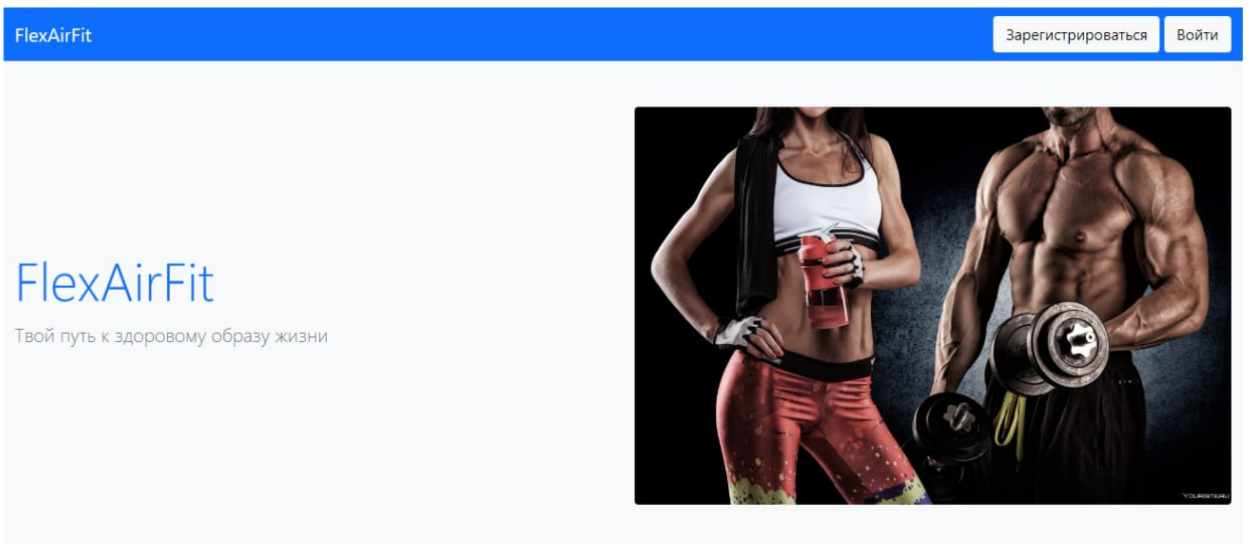 FlexAirFit
Зарегистрироваться
Войти
FlexAirFit
Твой путь к здоровому образу жизни